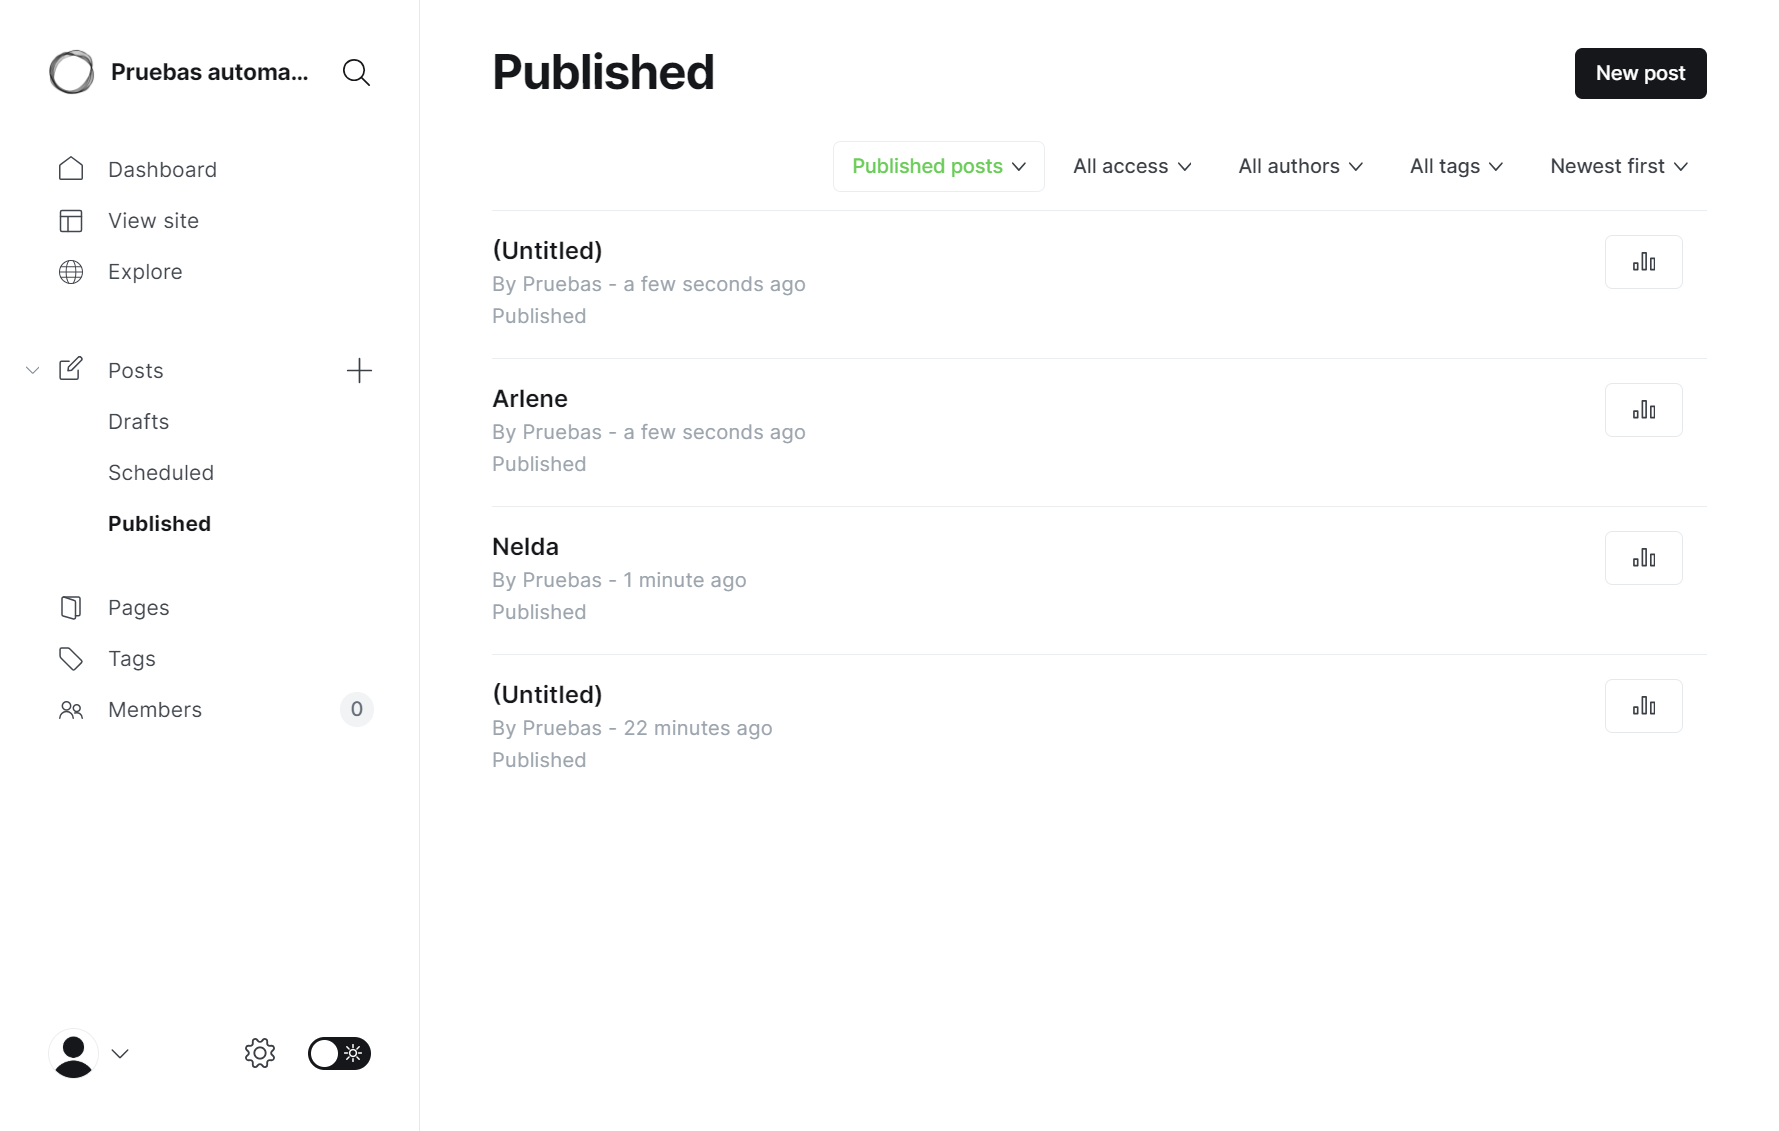 Pruebas automa...
Dashboard
View site
Explore
Posts
Drafts
Scheduled
Published
Pages
Tags
Members 0
Published
New post
Published posts All access All authors All tags Newest first
(Untitled)
By Pruebas - a few seconds ago
Published
Arlene
By Pruebas - a few seconds ago
Published
Nelda
By Pruebas - 1 minute ago
Published
(Untitled)
By Pruebas - 22 minutes ago
Published